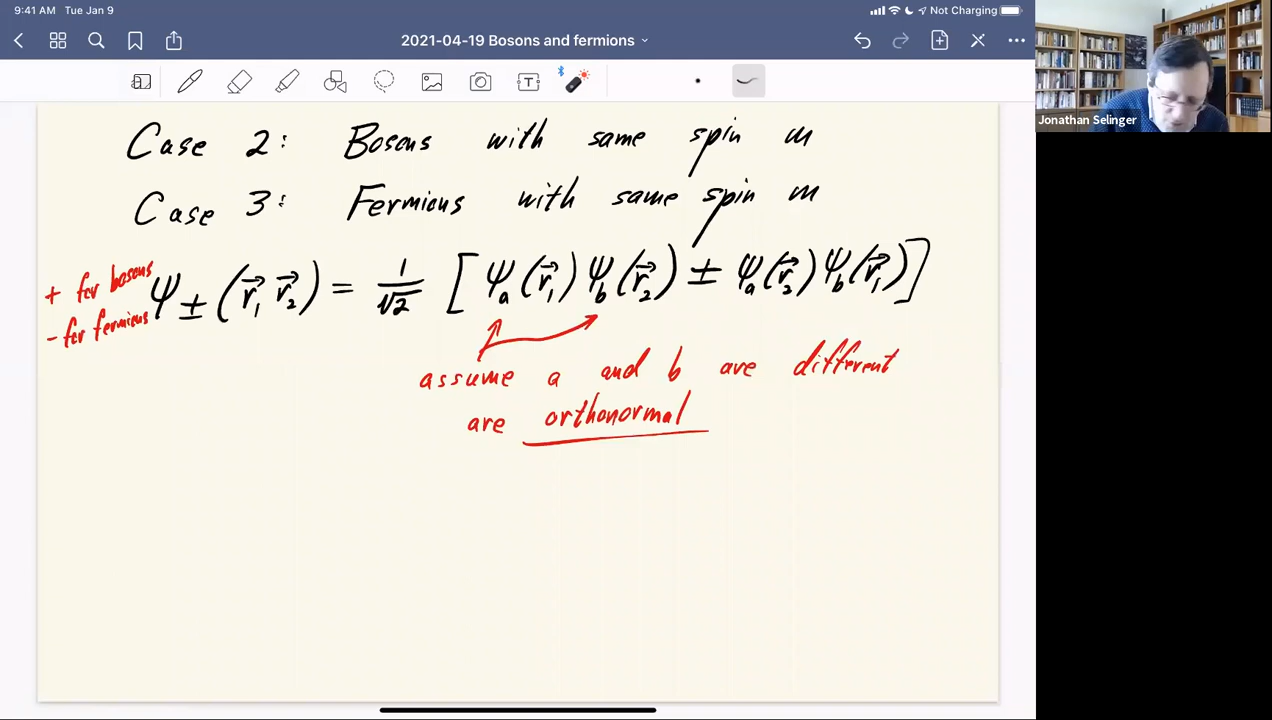 9:41 AM Tue Jan 9
Not Charging
2021-04-19 Bosons and fermions
Jonathan Selinger
Case 2: Bosons with same spin m
Case 3: Fermions with same spin m
+ for bosons
- for fermions
ψ±(r⃗₁ r⃗₂) = 1/√2 [ψₐ(r⃗₁) ψ_b(r⃗₂) ± ψₐ(r⃗₂) ψ_b(r⃗₁)]
assume a and b are different
are orthonormal